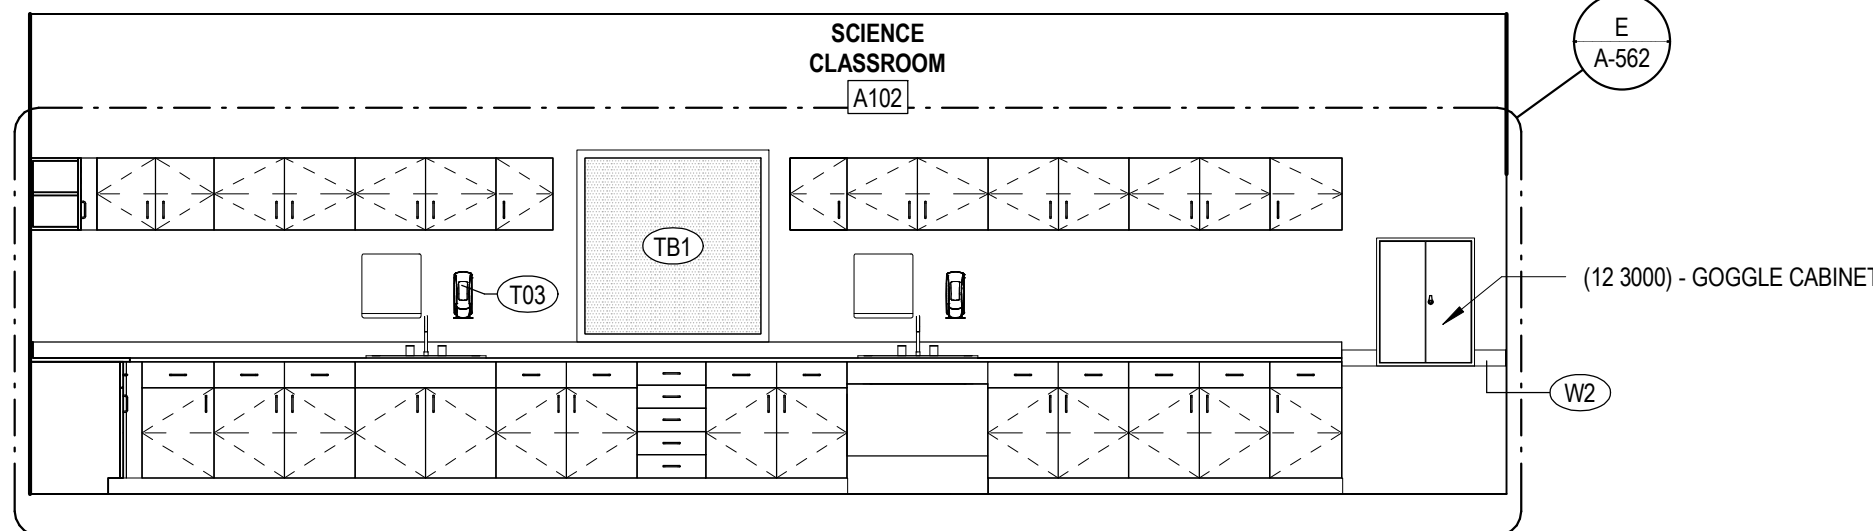 SCIENCE
CLASSROOM
A102
E
A-562
TB1
T03
(12 3000) - GOGGLE CABINET
W2